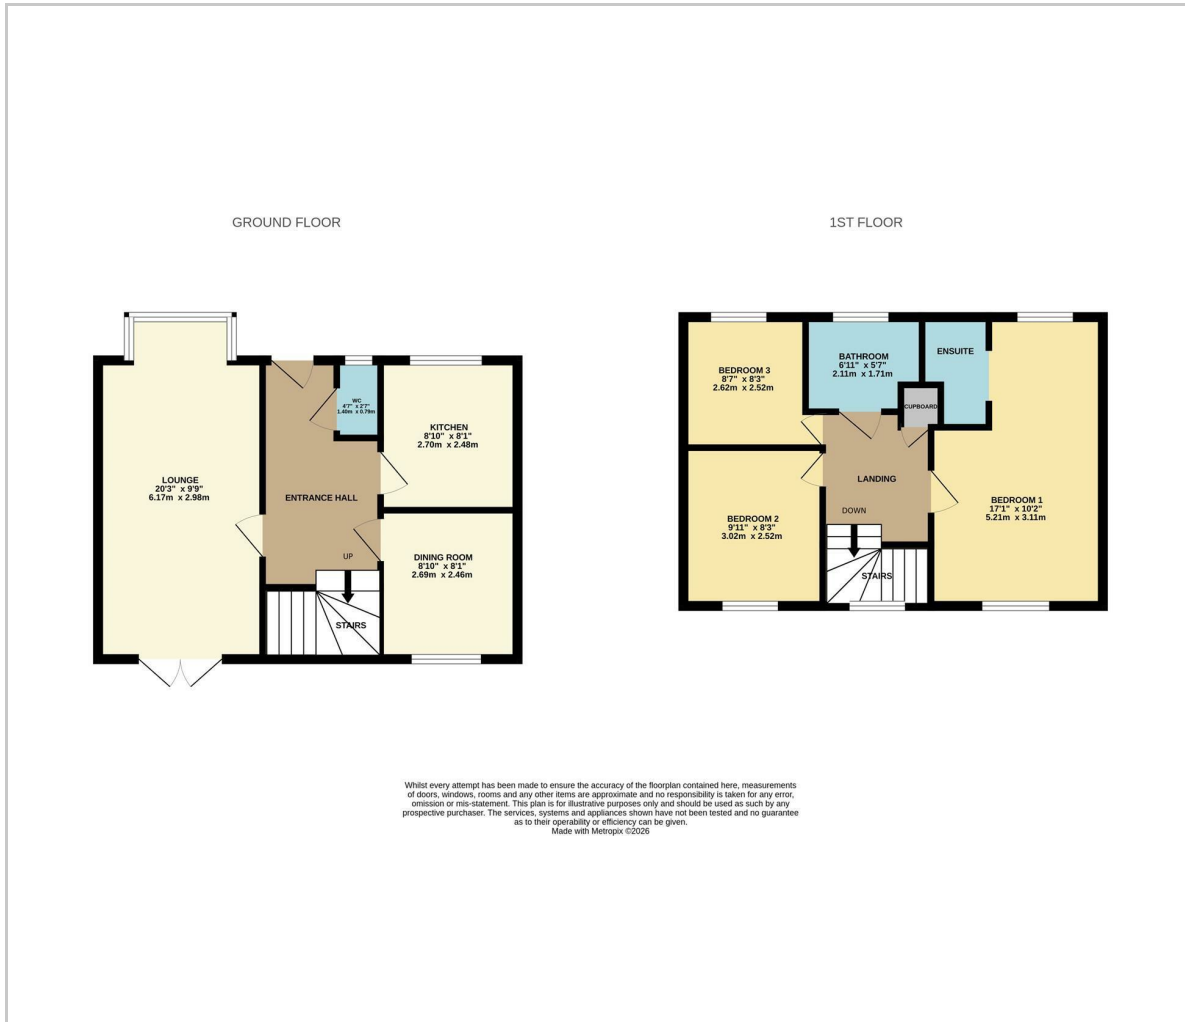 GROUND FLOOR
LOUNGE
20'3" x 9'9"
6.17m x 2.98m
ENTRANCE HALL
UP
STAIRS
WC
4'7" x 2'7"
1.40m x 0.79m
KITCHEN
8'10" x 8'1"
2.70m x 2.48m
DINING ROOM
8'10" x 8'1"
2.69m x 2.46m
1ST FLOOR
BEDROOM 3
8'7" x 8'3"
2.62m x 2.52m
BATHROOM
6'11" x 5'7"
2.11m x 1.71m
ENSUITE
CUPBOARD
LANDING
DOWN
STAIRS
BEDROOM 2
9'11" x 8'3"
3.02m x 2.52m
BEDROOM 1
17'1" x 10'2"
5.21m x 3.11m
Whilst every attempt has been made to ensure the accuracy of the floorplan contained here, measurements
of doors, windows, rooms and any other items are approximate and no responsibility is taken for any error,
omission or mis-statement. This plan is for illustrative purposes only and should be used as such by any
prospective purchaser. The services, systems and appliances shown have not been tested and no guarantee
as to their operability or efficiency can be given.
Made with Metropix ©2026